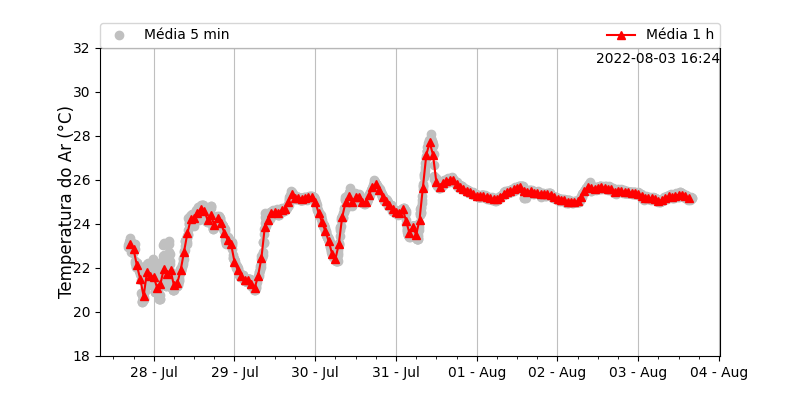 Média 5 min
Média 1 h
2022-08-03 16:24
Temperatura do Ar (°C)
32
30
28
26
24
22
20
18
28 - Jul
29 - Jul
30 - Jul
31 - Jul
01 - Aug
02 - Aug
03 - Aug
04 - Aug